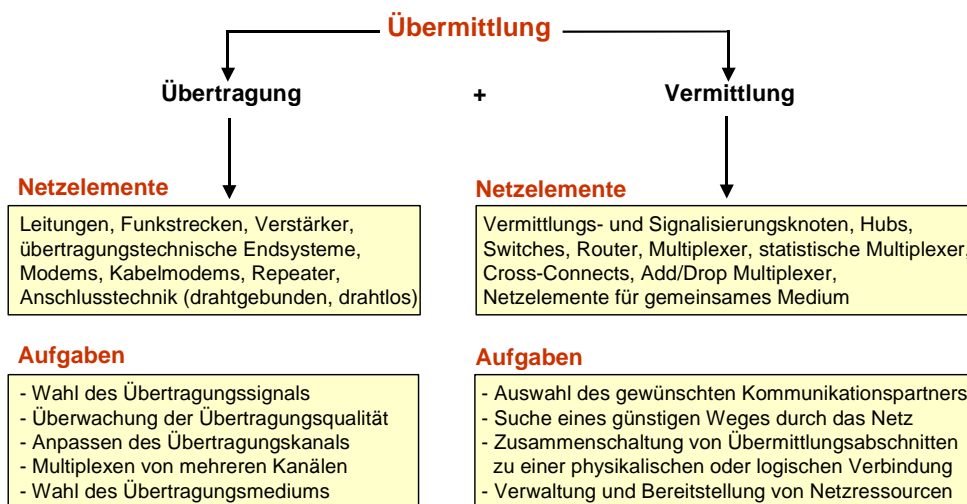 Übermittlung
Übertragung + Vermittlung
Netzelemente
Leitungen, Funkstrecken, Verstärker,
übertragungstechnische Endsysteme,
Modems, Kabelmodems, Repeater,
Anschlusstechnik (drahtgebunden, drahtlos)
Netzelemente
Vermittlungs- und Signalisierungsknoten, Hubs,
Switches, Router, Multiplexer, statistische Multiplexer,
Cross-Connects, Add/Drop Multiplexer,
Netzelemente für gemeinsames Medium
Aufgaben
- Wahl des Übertragungssignals
- Überwachung der Übertragungsqualität
- Anpassen des Übertragungskanals
- Multiplexen von mehreren Kanälen
- Wahl des Übertragungsmediums
Aufgaben
- Auswahl des gewünschten Kommunikationspartners
- Suche eines günstigen Weges durch das Netz
- Zusammenschaltung von Übermittlungsabschnitten
zu einer physikalischen oder logischen Verbindung
- Verwaltung und Bereitstellung von Netzressourcen